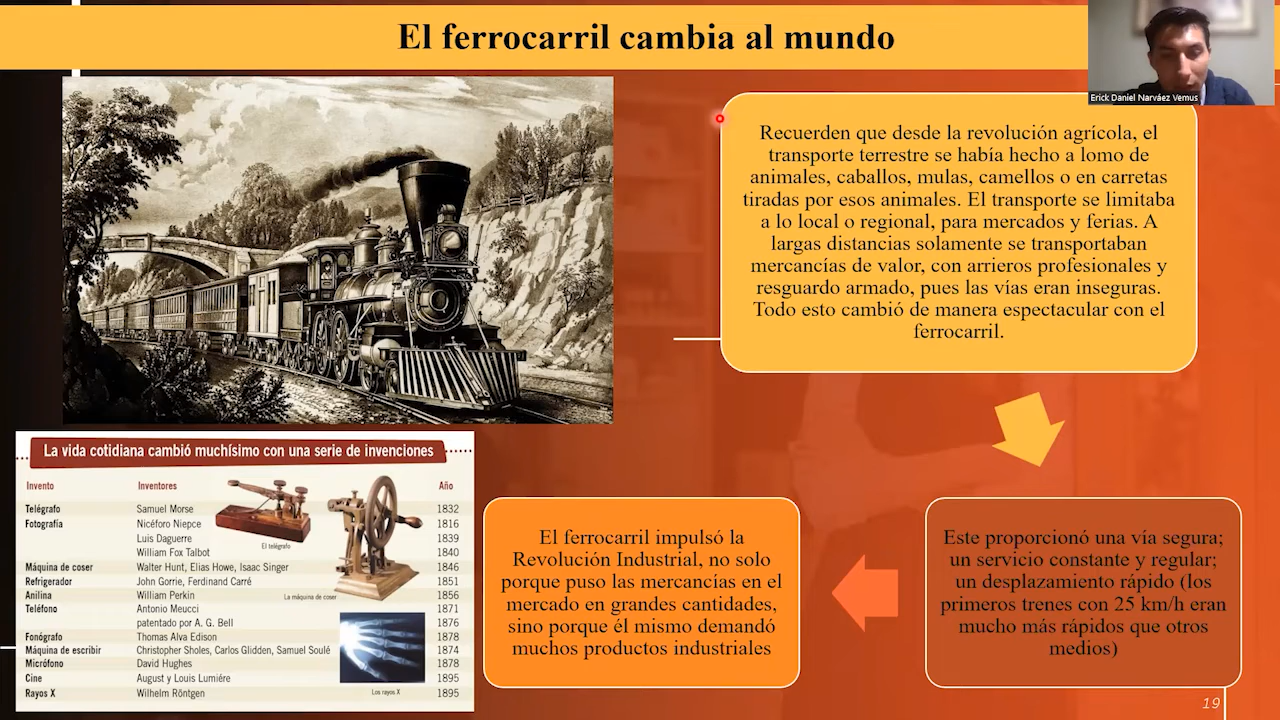 El ferrocarril cambia al mundo
Erick Daniel Narváez Vemus
Recuerden que desde la revolución agrícola, el
transporte terrestre se había hecho a lomo de
animales, caballos, mulas, camellos o en carretas
tiradas por esos animales. El transporte se limitaba
a lo local o regional, para mercados y ferias. A
largas distancias solamente se transportaban
mercancías de valor, con arrieros profesionales y
resguardo armado, pues las vías eran inseguras.
Todo esto cambió de manera espectacular con el
ferrocarril.
Este proporcionó una vía segura;
un servicio constante y regular;
un desplazamiento rápido (los
primeros trenes con 25 km/h eran
mucho más rápidos que otros
medios)
El ferrocarril impulsó la
Revolución Industrial, no solo
porque puso las mercancías en el
mercado en grandes cantidades,
sino porque él mismo demandó
muchos productos industriales
La vida cotidiana cambió muchísimo con una serie de invenciones
Invento Inventores Año
Telégrafo Samuel Morse 1832
Fotografía Nicéforo Niepce 1816
Luis Daguerre 1839
William Fox Talbot 1840
Máquina de coser Walter Hunt, Elias Howe, Isaac Singer 1846
Refrigerador John Gorrie, Ferdinand Carré 1851
Anilina William Perkin 1856
Teléfono Antonio Meucci 1871
patentado por A. G. Bell 1876
Fonógrafo Thomas Alva Edison 1878
Máquina de escribir Christopher Sholes, Carlos Glidden, Samuel Soulé 1874
Micrófono David Hughes 1878
Cine August y Louis Lumiére 1895
Rayos X Wilhelm Röntgen 1895
El telégrafo
La máquina de coser
Los rayos X
19